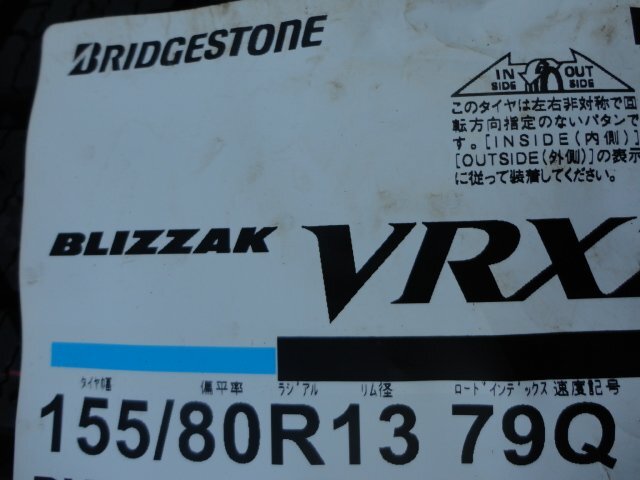 BRIDGESTONE
IN SIDE OUT SIDE
このタイヤは左右非対称で回
転方向指定のないパタンで
す。[INSIDE(内側)]
[OUTSIDE(外側)]の表示
に従って装着してください。
BLIZZAK VRX
タイヤ幅 偏平率 ラジアル リム径 ロードインデックス 速度記号
155/80R13 79Q